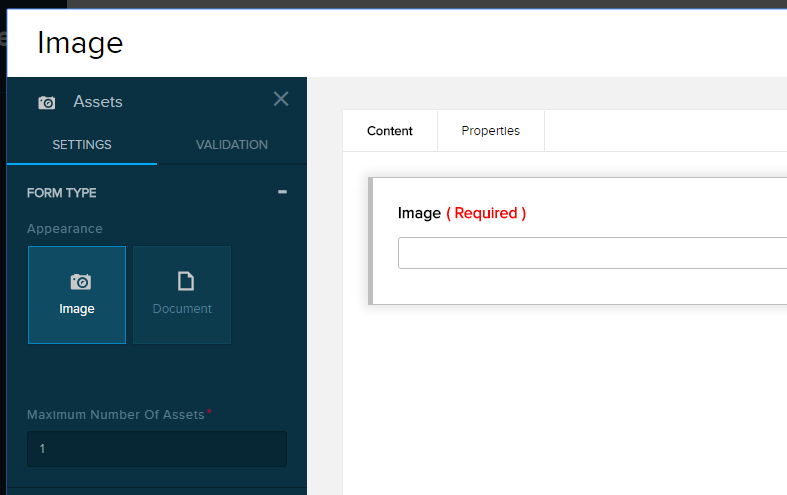 Image
Assets
SETTINGS
VALIDATION
FORM TYPE
Appearance
Image
Document
Maximum Number Of Assets*
1
Content
Properties
Image ( Required )